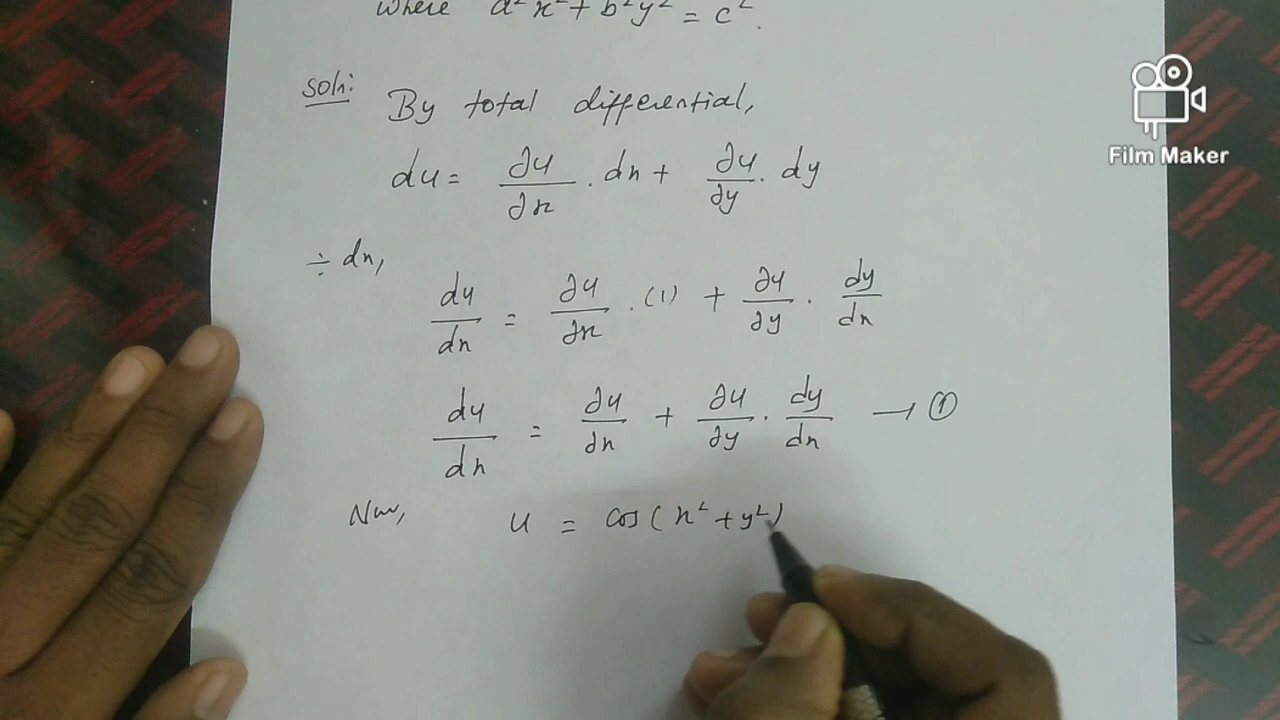 where a²x² + b²y² = c².
Soln:
By total differential,
du = ∂u/∂x . dx + ∂u/∂y . dy
÷ dx,
du/dx = ∂u/∂x . (1) + ∂u/∂y . dy/dx
du/dx = ∂u/∂x + ∂u/∂y . dy/dx → ①
Now, u = cos(x² + y²)
Film Maker